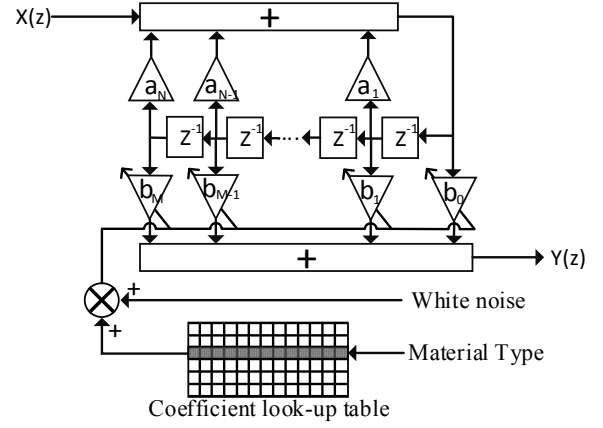 X(z)
+
a_N a_N-1 a_1
z^-1 z^-1 ... z^-1 z^-1
b_M b_M-1 b_1 b_0
+
Y(z)
+
White noise
+
Material Type
Coefficient look-up table